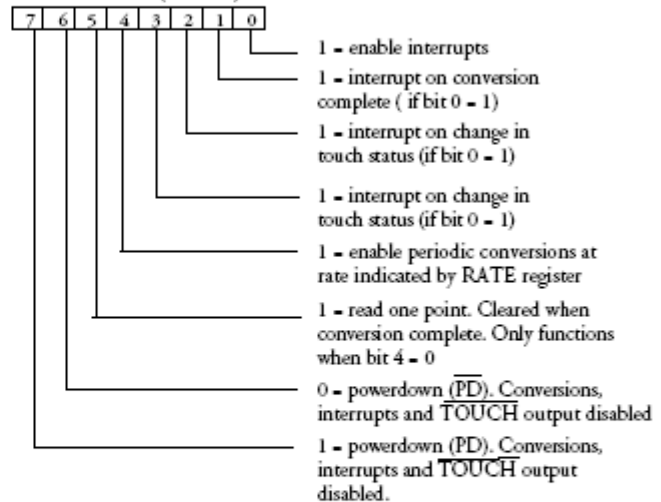 7 6 5 4 3 2 1 0
1 - enable interrupts
1 - interrupt on conversion
complete ( if bit 0 - 1)
1 - interrupt on change in
touch status (if bit 0 - 1)
1 - interrupt on change in
touch status (if bit 0 - 1)
1 - enable periodic conversions at
rate indicated by RATE register
1 - read one point. Cleared when
conversion complete. Only functions
when bit 4 - 0
0 - powerdown (PD). Conversions,
interrupts and TOUCH output disabled
1 - powerdown (PD). Conversions,
interrupts and TOUCH output
disabled.